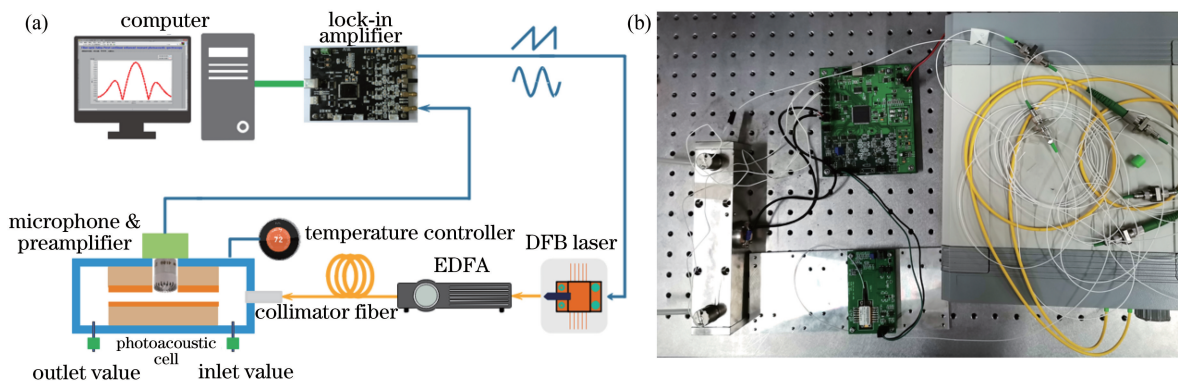 (a)
computer
lock-in
amplifier
microphone &
preamplifier
72
temperature controller
EDFA
DFB laser
collimator fiber
photoacoustic
cell
outlet value
inlet value
(b)